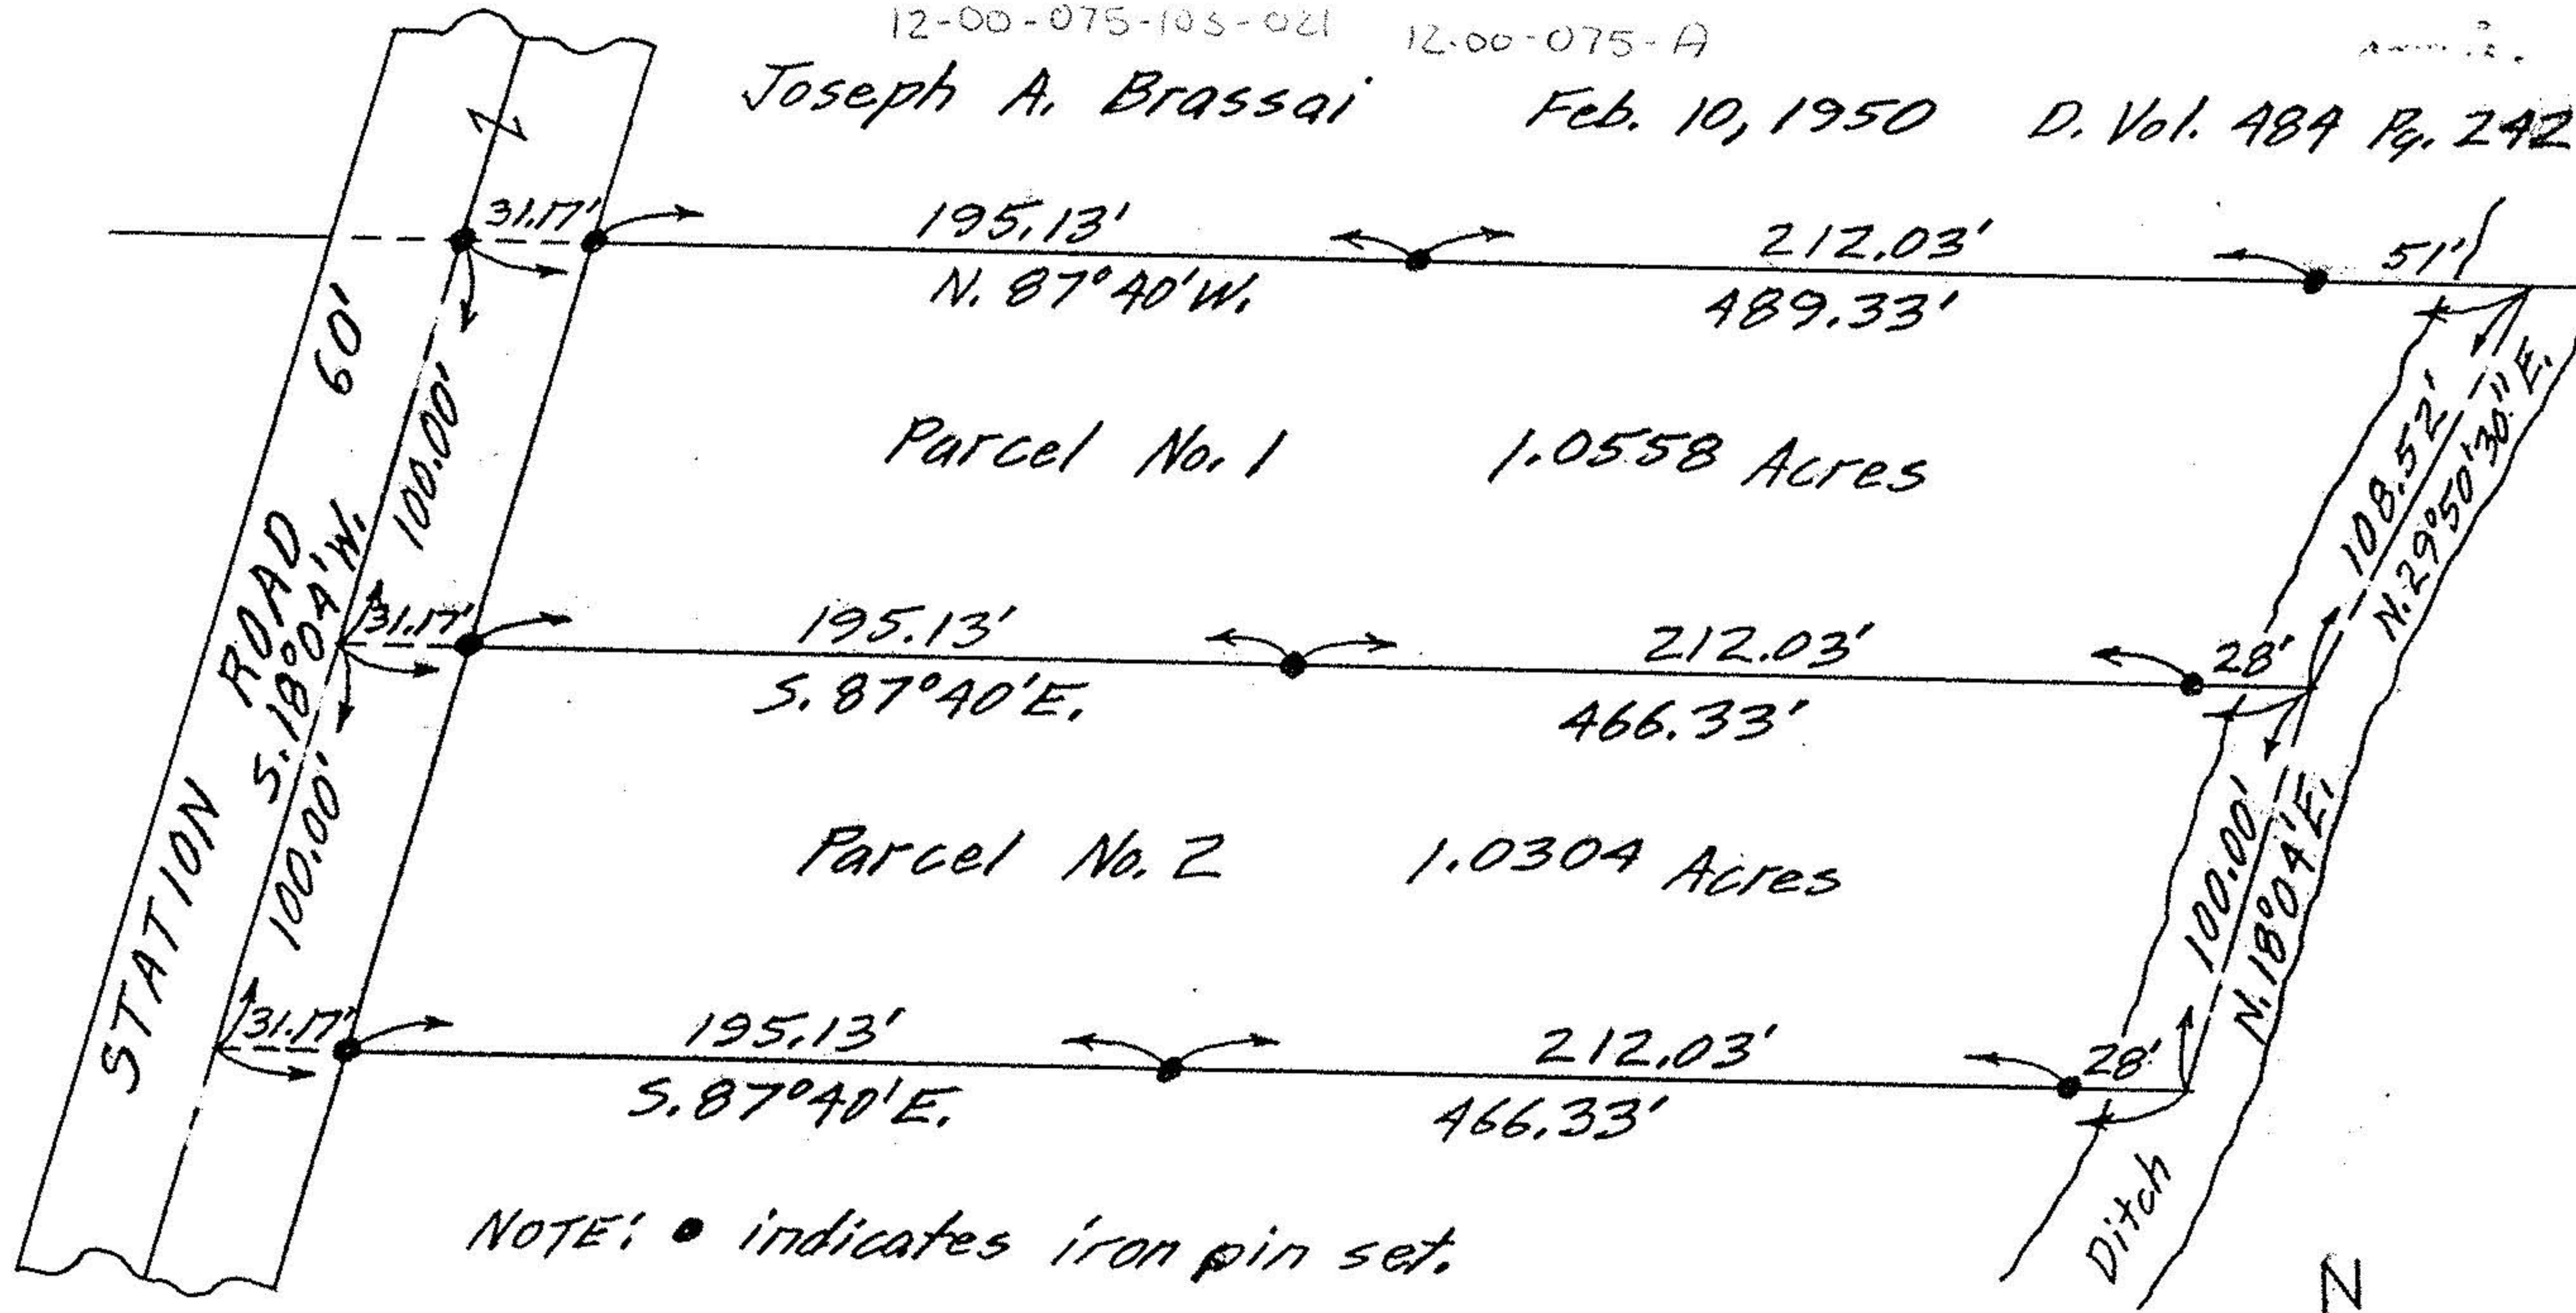 12-00-075-103-021 12-00-075-A
Joseph A. Brassai Feb. 10, 1950 D. Vol. 484 Pg. 242
31.17' 195.13' 212.03' 51'
N. 87°40'W. 489.33'
STATION ROAD 60'
S. 18°04'W.
100.00'
Parcel No. 1 1.0558 Acres
108.52'
N. 29°50'30" E.
31.17' 195.13' 212.03' 28'
S. 87°40'E. 466.33'
100.00'
Parcel No. 2 1.0304 Acres
100.00'
N. 18°04'E.
31.17' 195.13' 212.03' 28'
S. 87°40'E. 466.33'
Ditch
NOTE: • indicates iron pin set.
N